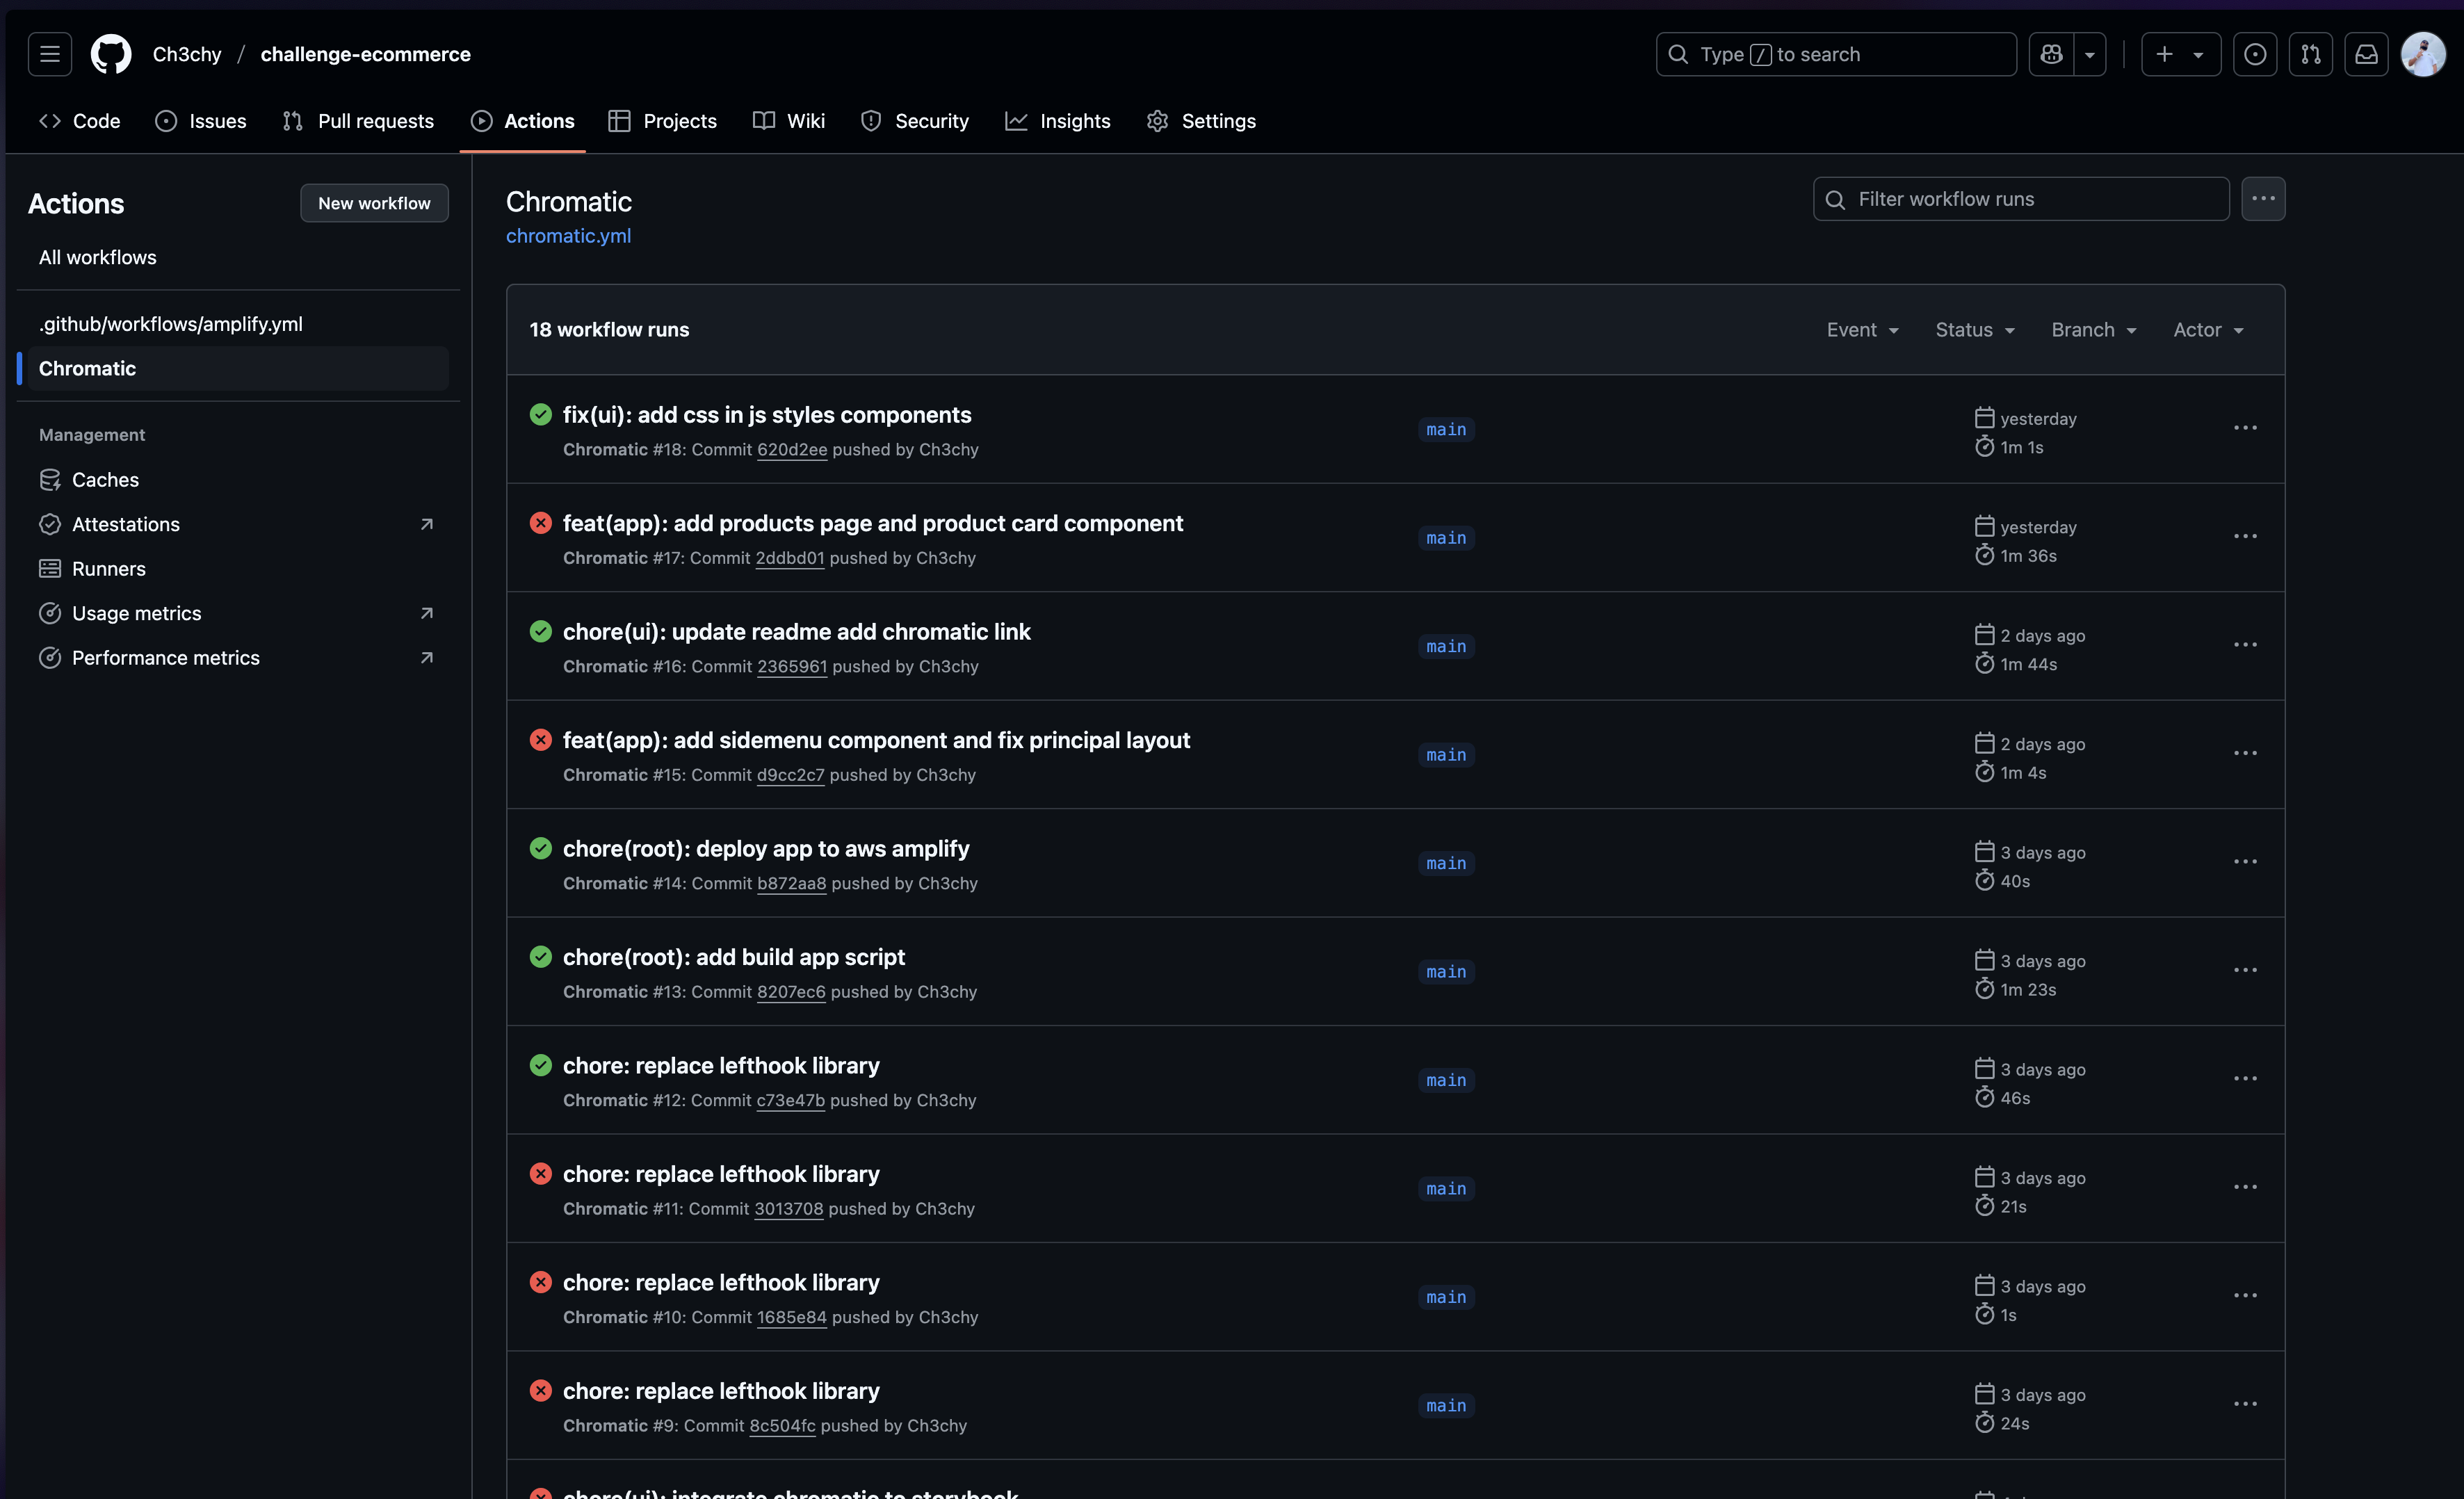 Ch3chy / challenge-ecommerce
Type / to search
Code
Issues
Pull requests
Actions
Projects
Wiki
Security
Insights
Settings
Actions
New workflow
All workflows
.github/workflows/amplify.yml
Chromatic
Management
Caches
Attestations
Runners
Usage metrics
Performance metrics
Chromatic
chromatic.yml
Filter workflow runs
18 workflow runs
Event
Status
Branch
Actor
fix(ui): add css in js styles components
Chromatic #18: Commit 620d2ee pushed by Ch3chy
main
yesterday
1m 1s
feat(app): add products page and product card component
Chromatic #17: Commit 2ddbd01 pushed by Ch3chy
main
yesterday
1m 36s
chore(ui): update readme add chromatic link
Chromatic #16: Commit 2365961 pushed by Ch3chy
main
2 days ago
1m 44s
feat(app): add sidemenu component and fix principal layout
Chromatic #15: Commit d9cc2c7 pushed by Ch3chy
main
2 days ago
1m 4s
chore(root): deploy app to aws amplify
Chromatic #14: Commit b872aa8 pushed by Ch3chy
main
3 days ago
40s
chore(root): add build app script
Chromatic #13: Commit 8207ec6 pushed by Ch3chy
main
3 days ago
1m 23s
chore: replace lefthook library
Chromatic #12: Commit c73e47b pushed by Ch3chy
main
3 days ago
46s
chore: replace lefthook library
Chromatic #11: Commit 3013708 pushed by Ch3chy
main
3 days ago
21s
chore: replace lefthook library
Chromatic #10: Commit 1685e84 pushed by Ch3chy
main
3 days ago
1s
chore: replace lefthook library
Chromatic #9: Commit 8c504fc pushed by Ch3chy
main
3 days ago
24s
chore(ui): integrate chromatic to storybook